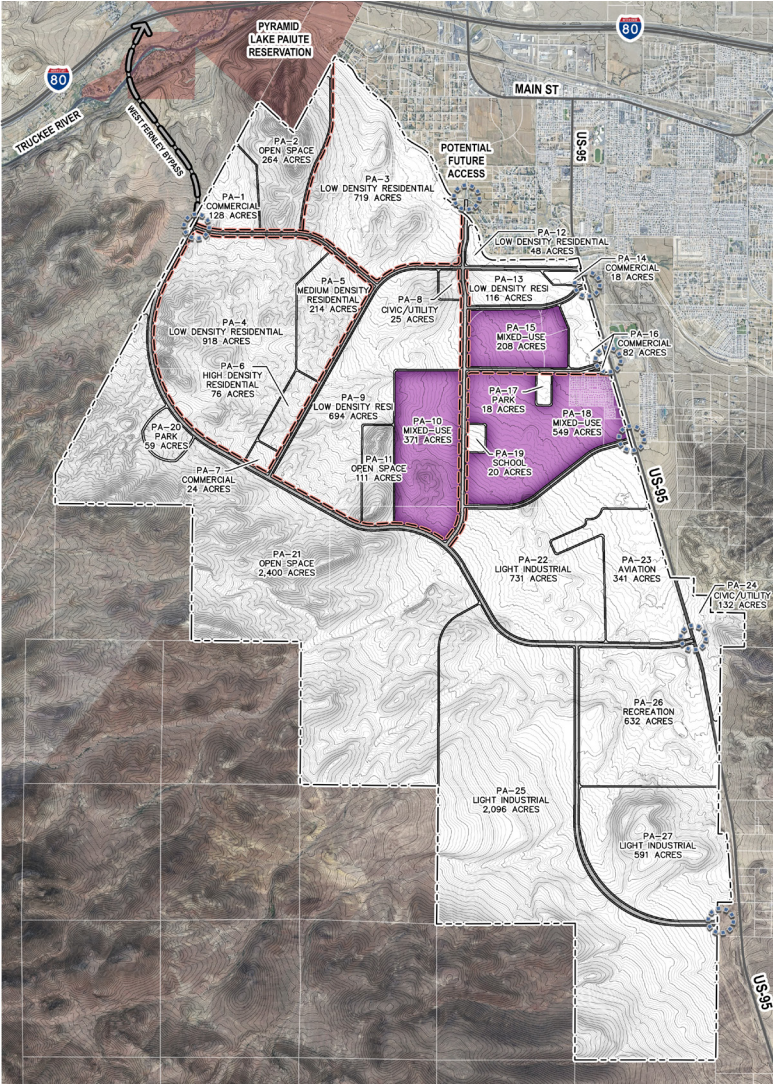 PYRAMID
LAKE PAIUTE
RESERVATION
INTERSTATE
80
INTERSTATE
80
MAIN ST
TRUCKEE RIVER
WEST FERNLEY BYPASS
US-95
POTENTIAL
FUTURE
ACCESS
PA-2
OPEN SPACE
264 ACRES
PA-3
LOW DENSITY RESIDENTIAL
719 ACRES
PA-1
COMMERCIAL
128 ACRES
PA-12
LOW DENSITY RESIDENTIAL
48 ACRES
PA-14
COMMERCIAL
18 ACRES
PA-13
LOW DENSITY RESI
116 ACRES
PA-5
MEDIUM DENSITY
RESIDENTIAL
214 ACRES
PA-8
CIVIC/UTILITY
25 ACRES
PA-4
LOW DENSITY RESIDENTIAL
918 ACRES
PA-15
MIXED-USE
208 ACRES
PA-16
COMMERCIAL
82 ACRES
PA-6
HIGH DENSITY
RESIDENTIAL
76 ACRES
PA-9
LOW DENSITY RESI
694 ACRES
PA-17
PARK
18 ACRES
PA-10
MIXED-USE
371 ACRES
PA-18
MIXED-USE
549 ACRES
PA-20
PARK
59 ACRES
PA-19
SCHOOL
20 ACRES
PA-11
OPEN SPACE
111 ACRES
PA-7
COMMERCIAL
24 ACRES
US-95
PA-21
OPEN SPACE
2,400 ACRES
PA-22
LIGHT INDUSTRIAL
731 ACRES
PA-23
AVIATION
341 ACRES
PA-24
CIVIC/UTILITY
132 ACRES
PA-26
RECREATION
632 ACRES
PA-25
LIGHT INDUSTRIAL
2,096 ACRES
PA-27
LIGHT INDUSTRIAL
591 ACRES
US-95